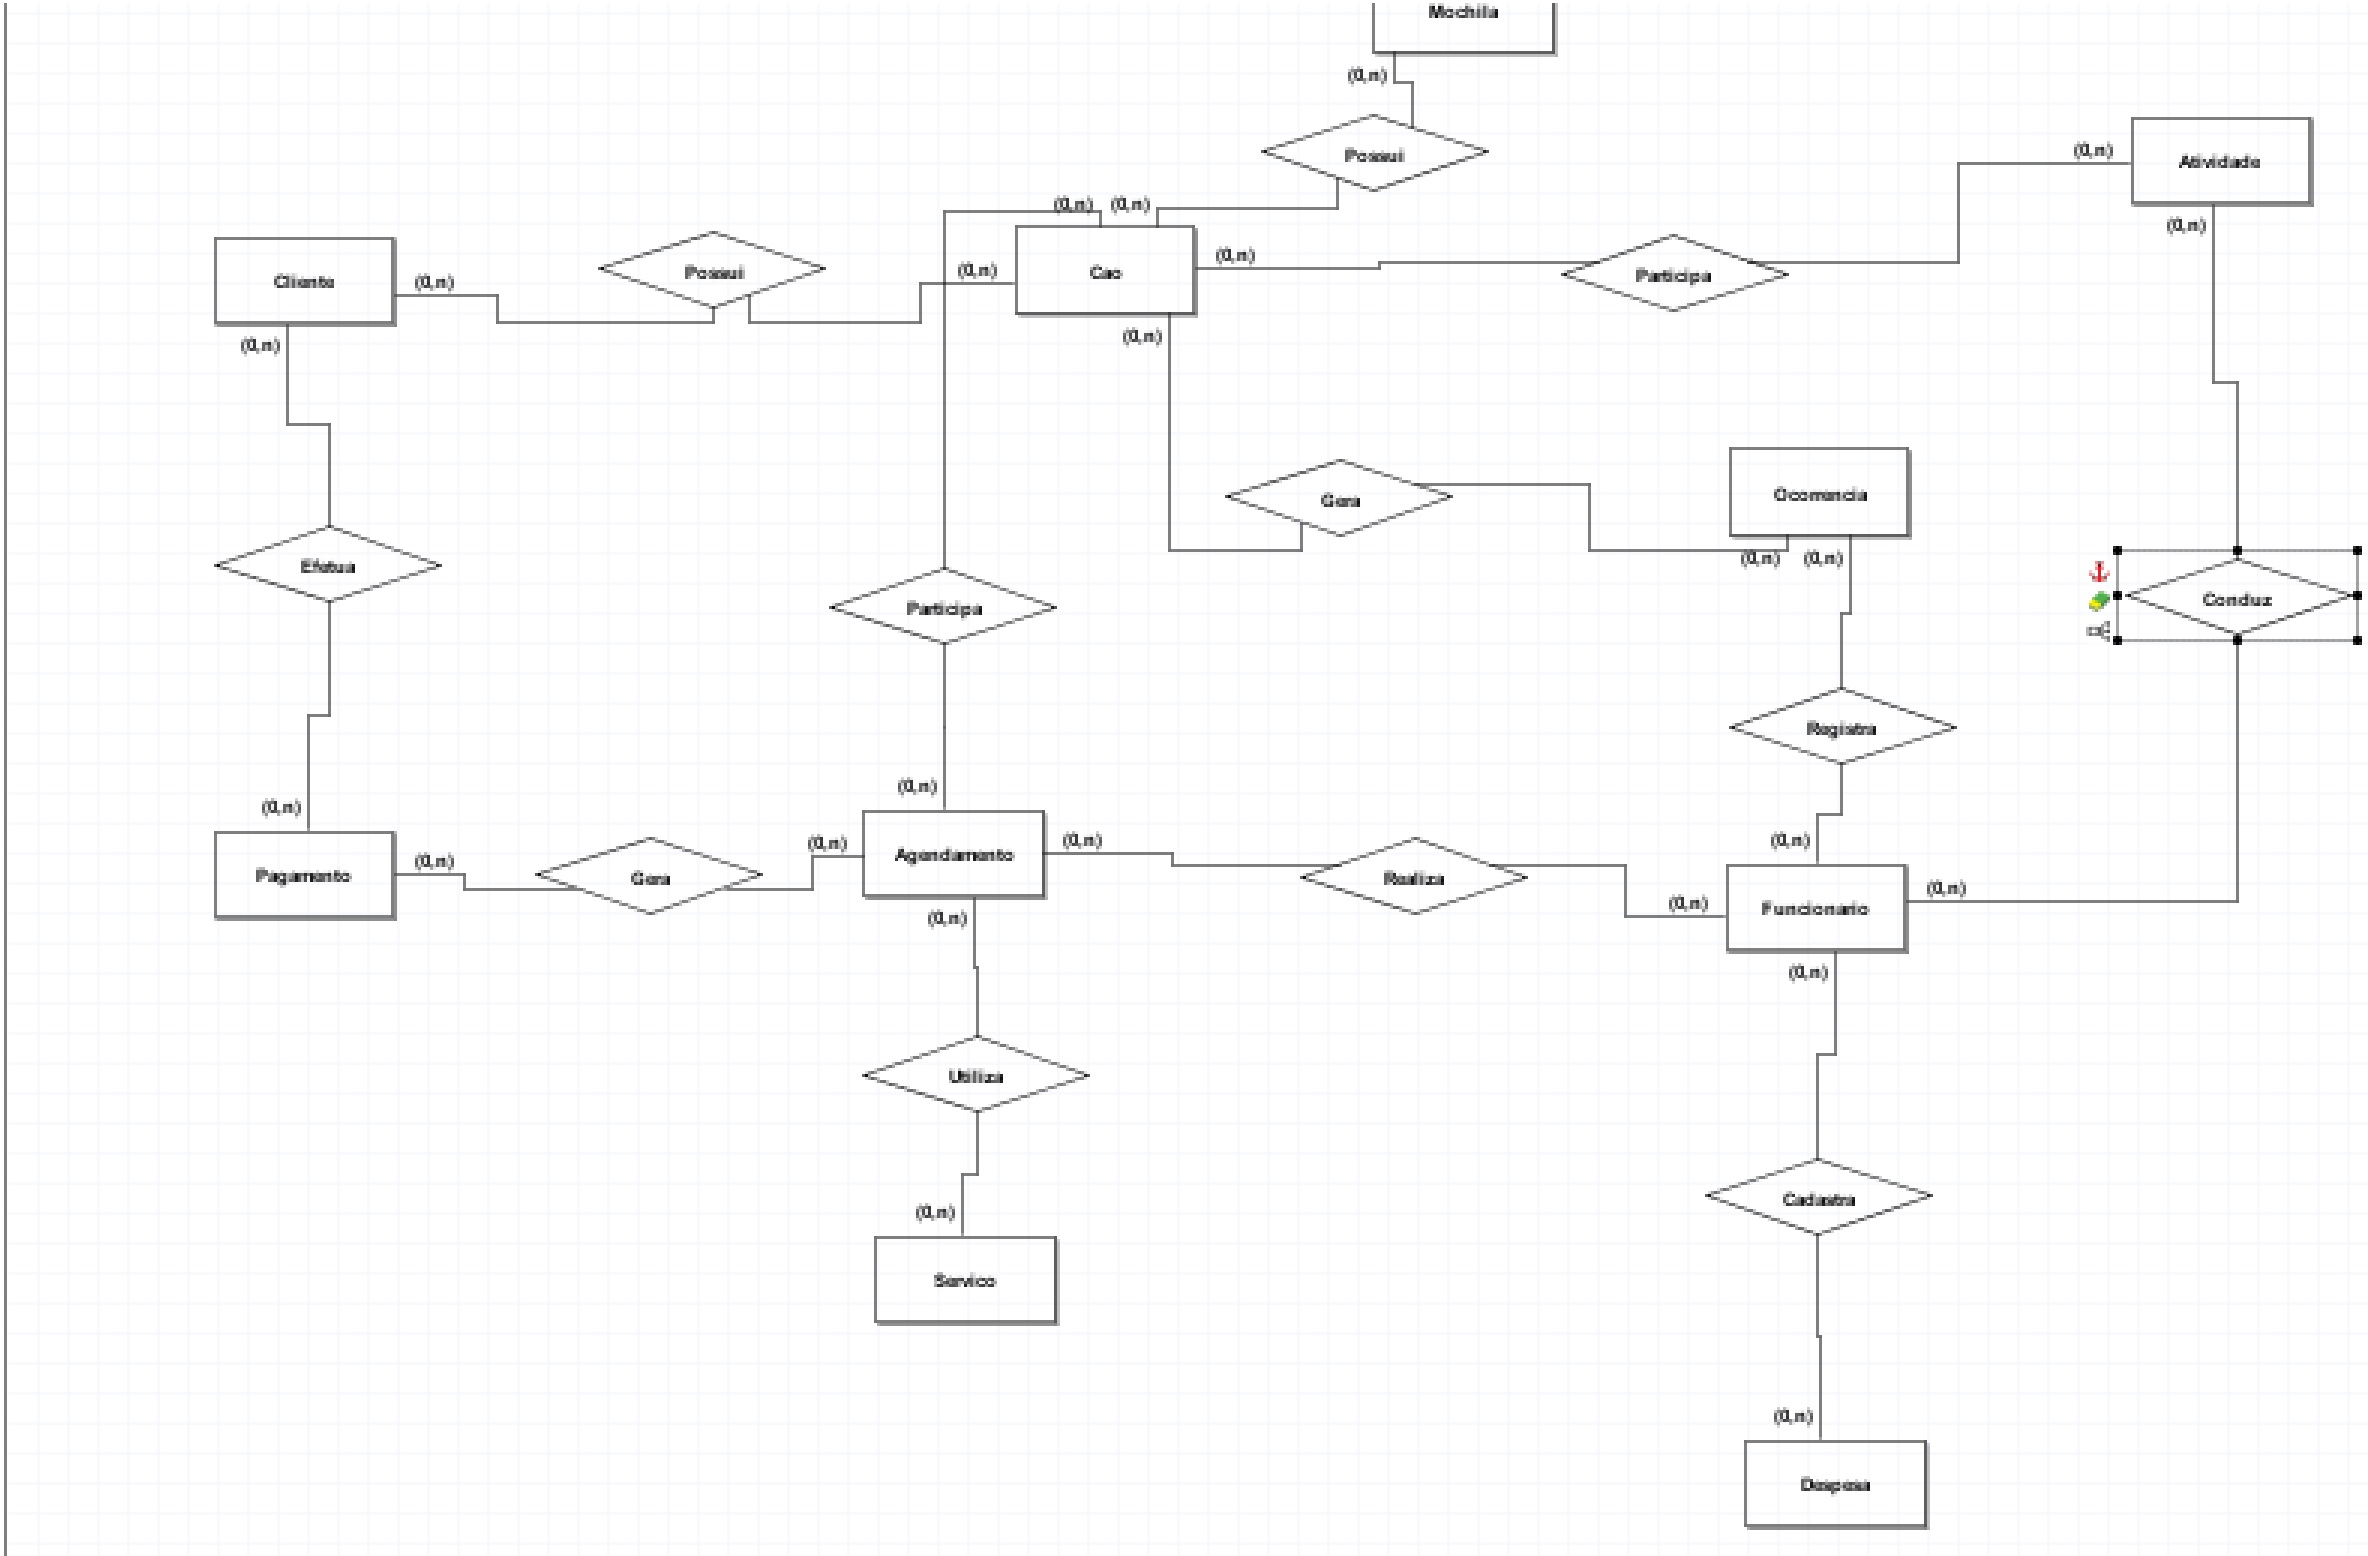 Mochila
(0,n)
Possui
(0,n)
Atividade
(0,n)
(0,n)
(0,n)
(0,n)
Cliente
(0,n)
Possui
(0,n)
Cao
(0,n)
Participa
(0,n)
(0,n)
Gera
Ocorrencia
(0,n)
(0,n)
Efetua
Participa
Conduz
Registra
(0,n)
(0,n)
(0,n)
Pagamento
(0,n)
Gera
(0,n)
Agendamento
(0,n)
Realiza
(0,n)
Funcionario
(0,n)
(0,n)
(0,n)
Utiliza
Cadastra
(0,n)
Servico
(0,n)
Despesa